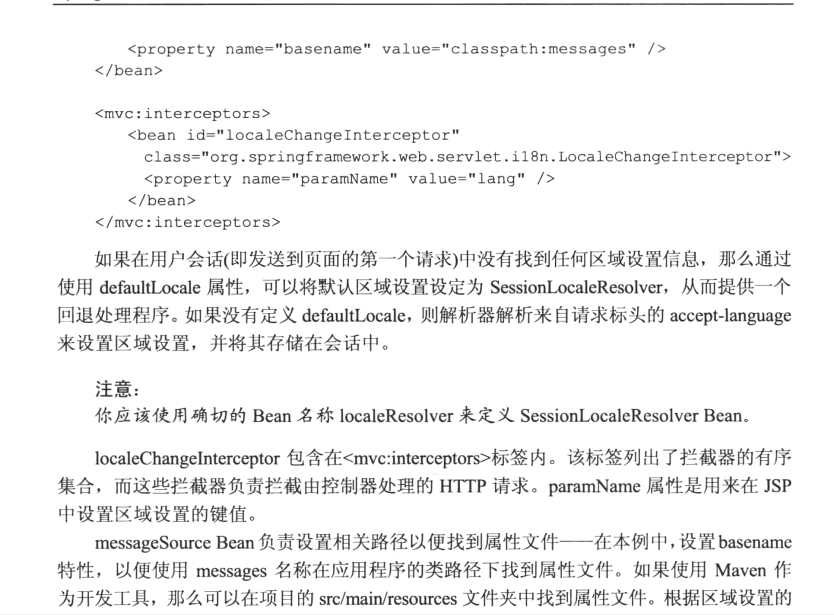 <property name="basename" value="classpath:messages" />
</bean>
<mvc:interceptors>
<bean id="localeChangeInterceptor"
class="org.springframework.web.servlet.i18n.LocaleChangeInterceptor">
<property name="paramName" value="lang" />
</bean>
</mvc:interceptors>
如果在用户会话(即发送到页面的第一个请求)中没有找到任何区域设置信息，那么通过
使用 defaultLocale 属性，可以将默认区域设置设定为 SessionLocaleResolver，从而提供一个
回退处理程序。如果没有定义 defaultLocale，则解析器解析来自请求标头的 accept-language
来设置区域设置，并将其存储在会话中。
注意：
你应该使用确切的 Bean 名称 localeResolver 来定义 SessionLocaleResolver Bean。
localeChangeInterceptor 包含在<mvc:interceptors>标签内。该标签列出了拦截器的有序
集合，而这些拦截器负责拦截由控制器处理的 HTTP 请求。paramName 属性是用来在 JSP
中设置区域设置的键值。
messageSource Bean 负责设置相关路径以便找到属性文件——在本例中，设置 basename
特性，以便使用 messages 名称在应用程序的类路径下找到属性文件。如果使用 Maven 作
为开发工具，那么可以在项目的 src/main/resources 文件夹中找到属性文件。根据区域设置的